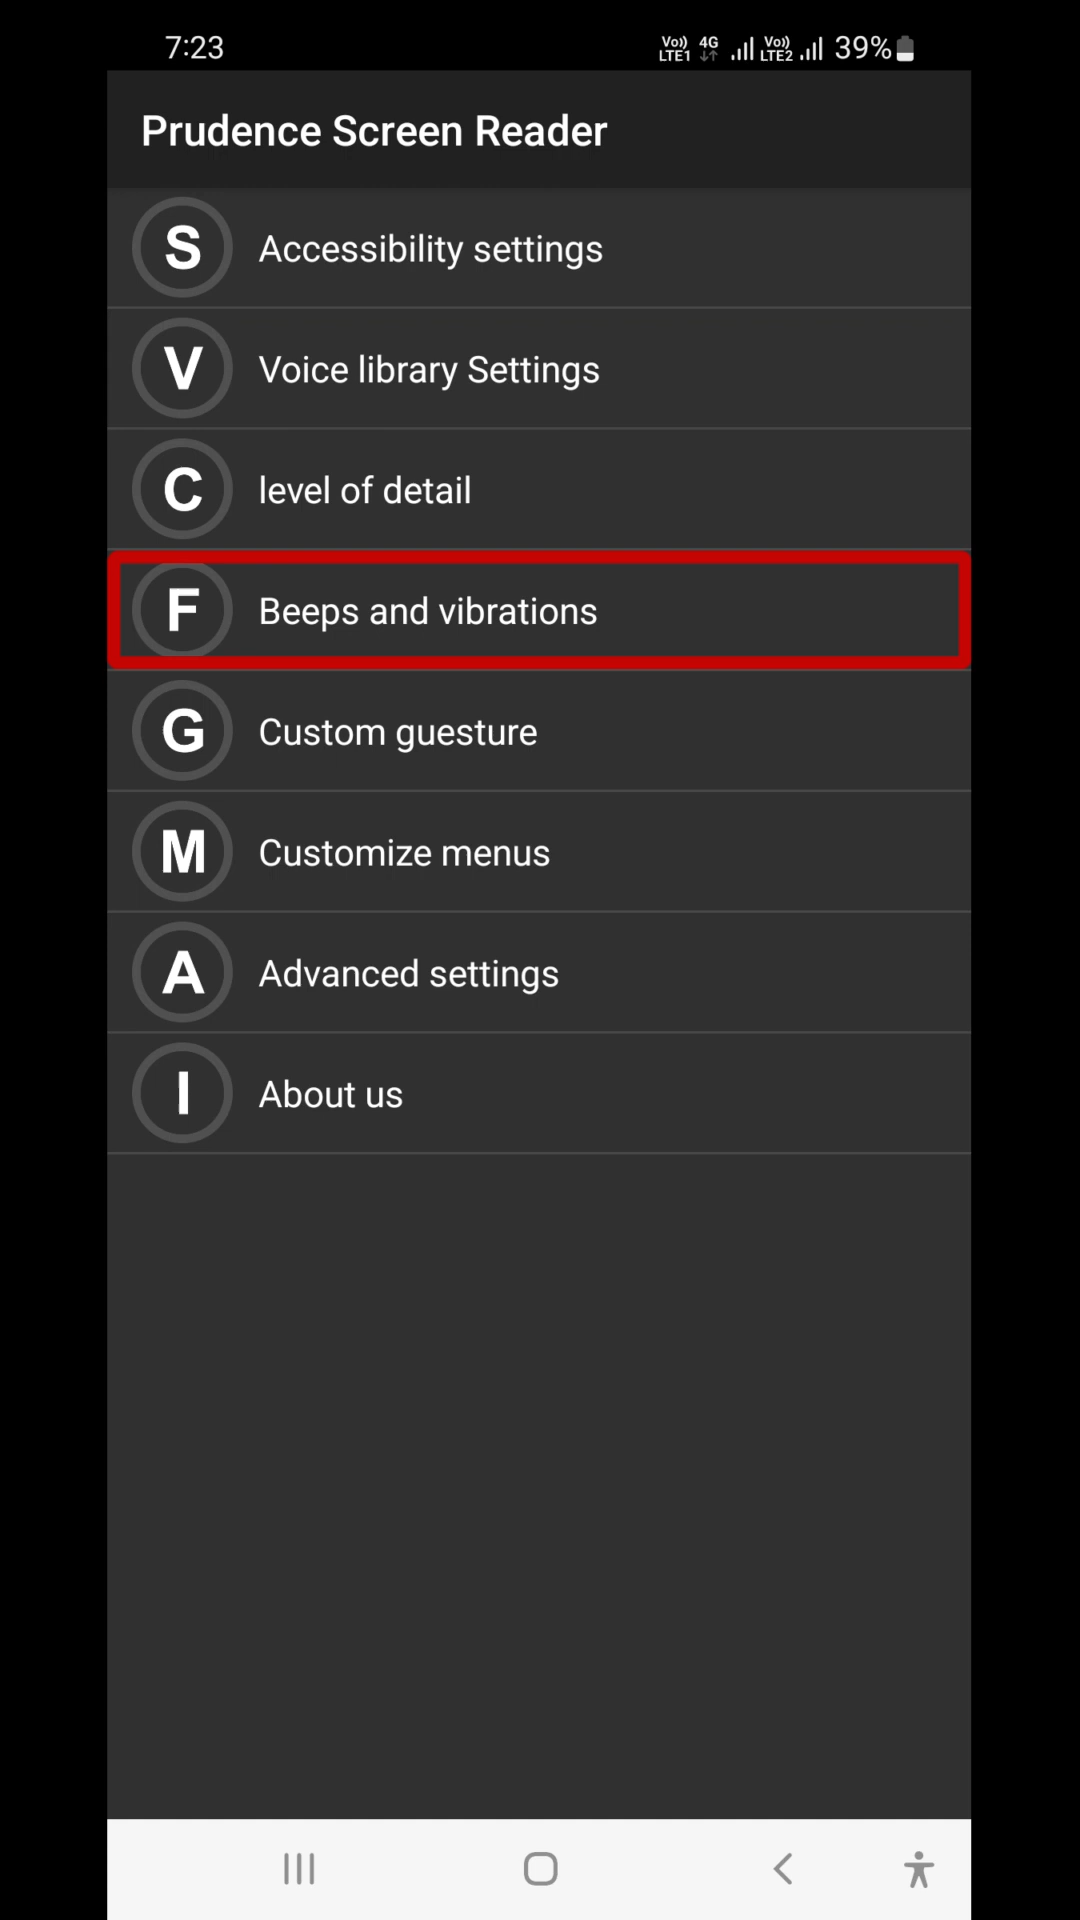 7:23
Vo)) LTE1 4G Vo)) LTE2 39%
Prudence Screen Reader
S Accessibility settings
V Voice library Settings
C level of detail
F Beeps and vibrations
G Custom guesture
M Customize menus
A Advanced settings
I About us